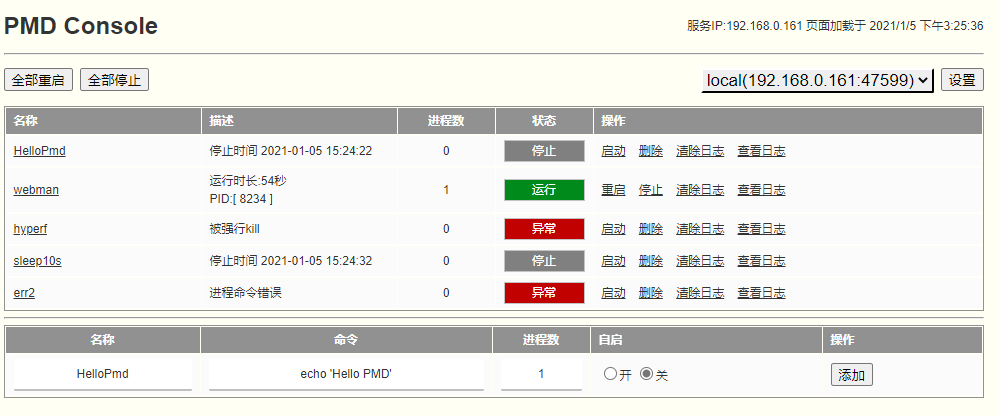 PMD Console
服务IP:192.168.0.161 页面加载于 2021/1/5 下午3:25:36
全部重启 全部停止 local(192.168.0.161:47599) 设置
名称 描述 进程数 状态 操作
HelloPmd 停止时间 2021-01-05 15:24:22 0 停止 启动 删除 清除日志 查看日志
webman 运行时长:54秒 1 运行 重启 停止 清除日志 查看日志
PID:[ 8234 ]
hyperf 被强行kill 0 异常 启动 删除 清除日志 查看日志
sleep10s 停止时间 2021-01-05 15:24:32 0 停止 启动 删除 清除日志 查看日志
err2 进程命令错误 0 异常 启动 删除 清除日志 查看日志
名称 命令 进程数 自启 操作
HelloPmd echo 'Hello PMD' 1 开 关 添加